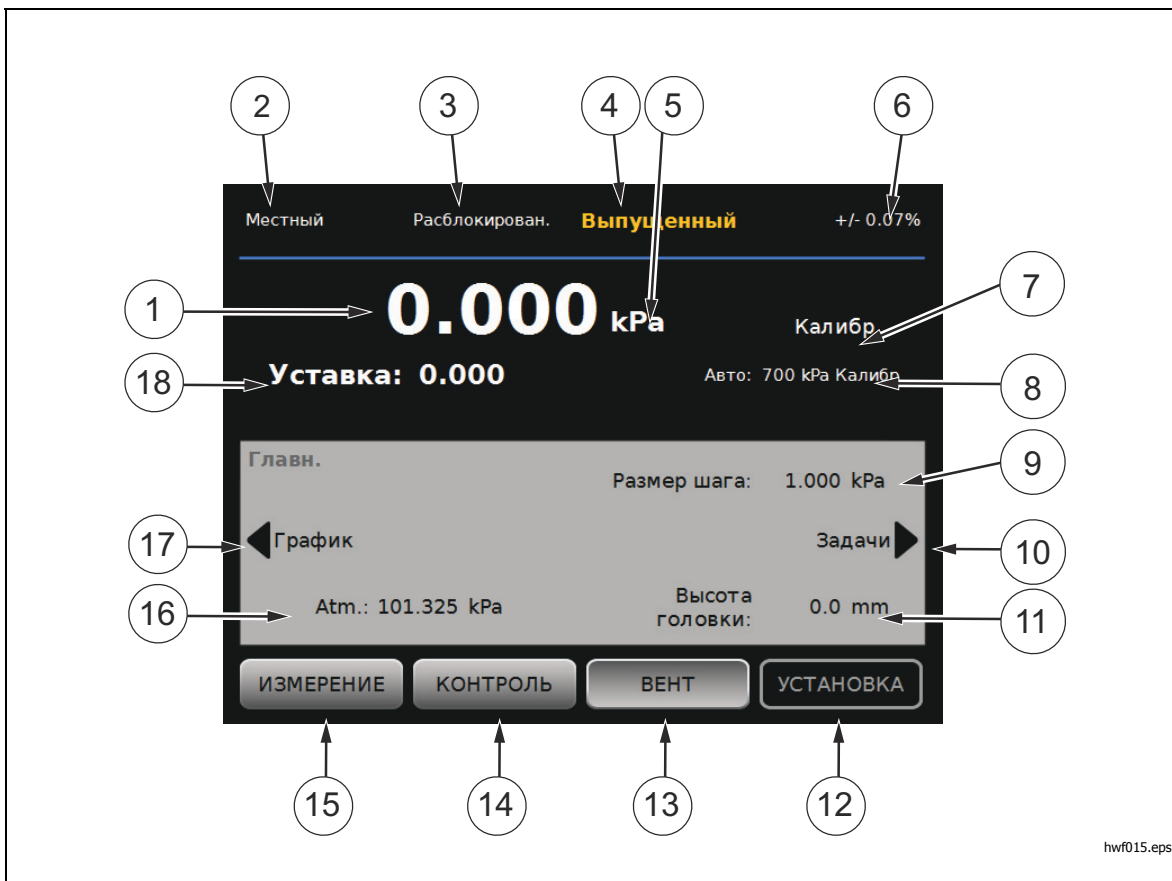 2 3 4 5 6
Местный Расблокирован. Выпущенный +/- 0.07%
1 0.000 kPa Калибр 7
18 Уставка: 0.000 Авто: 700 kPa Калибр 8
Главн.
Размер шага: 1.000 kPa 9
17 График Задачи 10
16 Atm.: 101.325 kPa Высота головки: 0.0 mm 11
ИЗМЕРЕНИЕ КОНТРОЛЬ ВЕНТ УСТАНОВКА
15 14 13 12
hwf015.eps